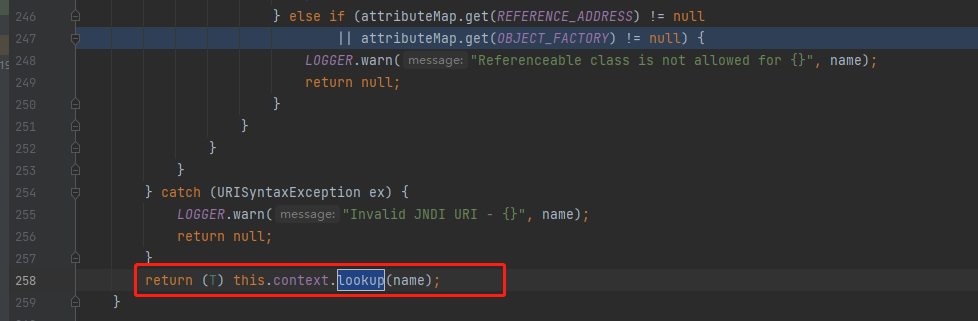 246 } else if (attributeMap.get(REFERENCE_ADDRESS) != null
247 || attributeMap.get(OBJECT_FACTORY) != null) {
248 LOGGER.warn( message: "Referenceable class is not allowed for {}", name);
249 return null;
250 }
251 }
252 }
253 }
254 } catch (URISyntaxException ex) {
255 LOGGER.warn( message: "Invalid JNDI URI - {}", name);
256 return null;
257 }
258 return (T) this.context.lookup(name);
259 }
19